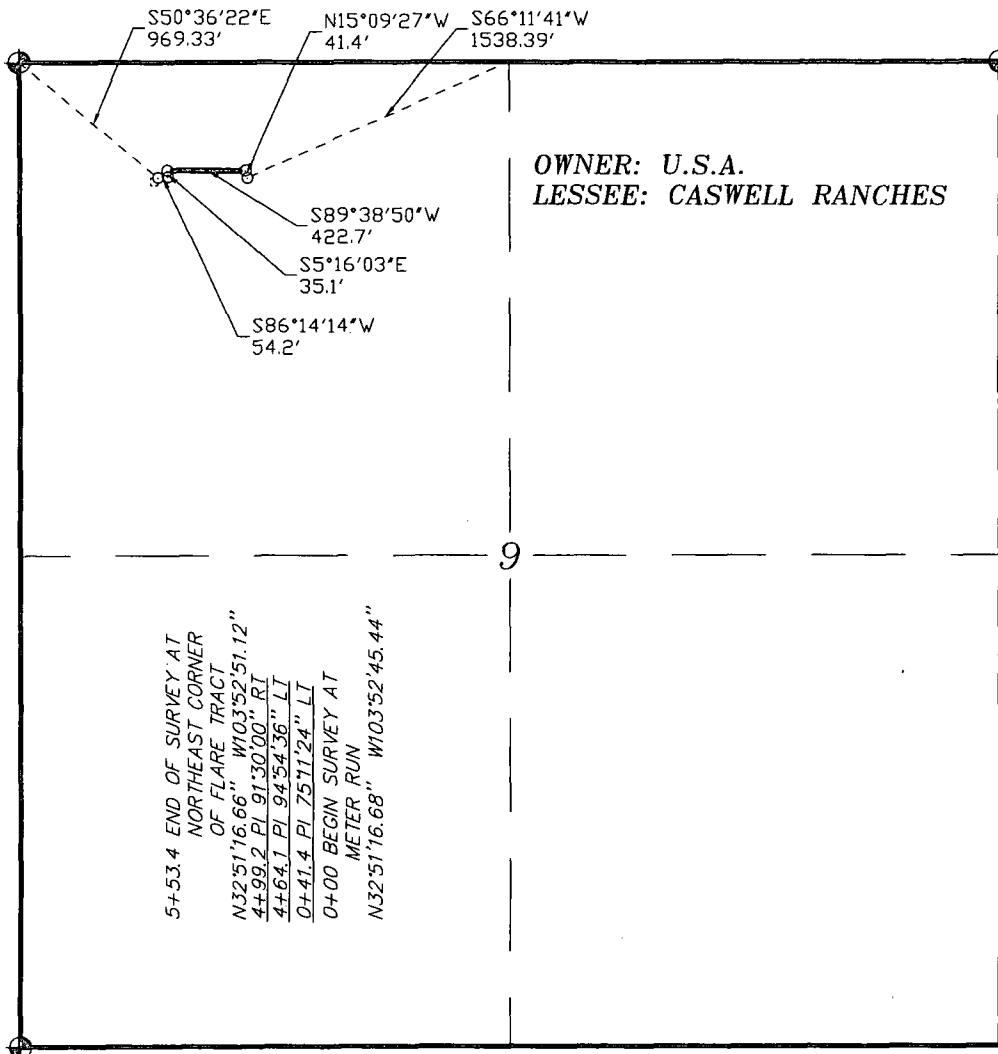 S50°36'22"E
969.33'
N15°09'27"W
41.4'
S66°11'41"W
1538.39'
OWNER: U.S.A.
LESSEE: CASWELL RANCHES
S89°38'50"W
422.7'
S5°16'03"E
35.1'
S86°14'14"W
54.2'
9
5+53.4 END OF SURVEY AT
NORTHEAST CORNER
OF FLARE TRACT
N32°51'16.66" W103°52'51.12"
4+99.2 PI 91°30'00" RT
4+64.1 PI 94°54'36" LT
0+41.4 PI 75°11'24" LT
0+00 BEGIN SURVEY AT
METER RUN
N32°51'16.68" W103°52'45.44"